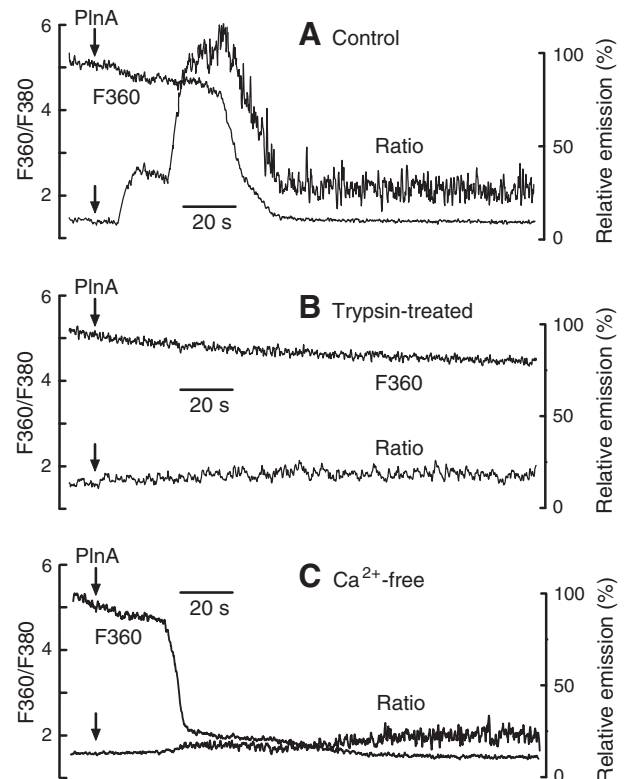 PlnA
A Control
6
4
2
F360/F380
F360
Ratio
20 s
100
50
0
Relative emission (%)
PlnA
B Trypsin-treated
6
4
2
F360/F380
F360
20 s
Ratio
100
50
0
Relative emission (%)
PlnA
C Ca²⁺-free
6
4
2
F360/F380
F360
20 s
Ratio
100
50
0
Relative emission (%)